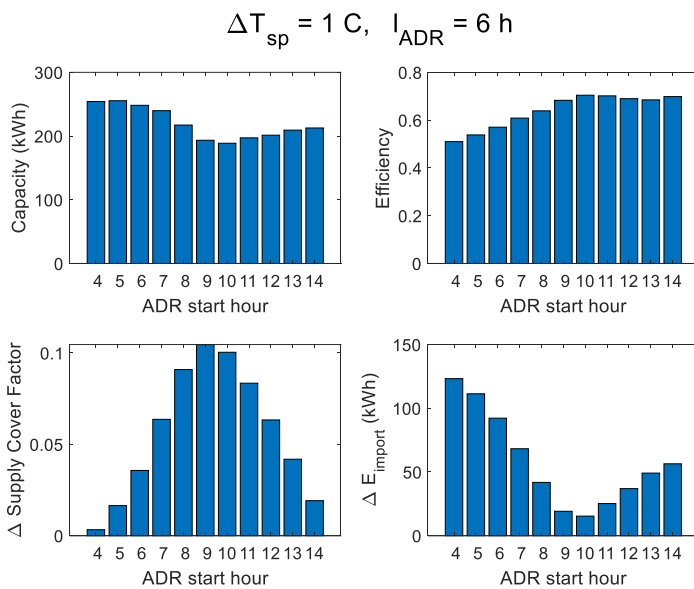 ΔT_sp = 1 C, I_ADR = 6 h
Capacity (kWh)
300
200
100
0
4 5 6 7 8 9 10 11 12 13 14
ADR start hour
Efficiency
0.8
0.6
0.4
0.2
0
4 5 6 7 8 9 10 11 12 13 14
ADR start hour
Δ Supply Cover Factor
0.1
0.05
0
4 5 6 7 8 9 10 11 12 13 14
ADR start hour
Δ E_import (kWh)
150
100
50
0
4 5 6 7 8 9 10 11 12 13 14
ADR start hour